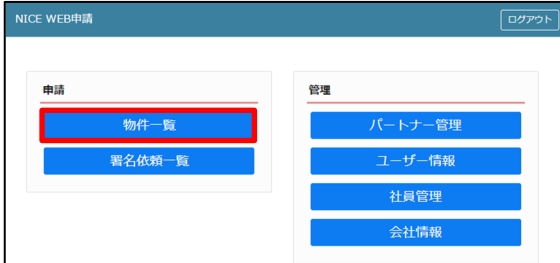 NICE WEB申請
ログアウト
申請
物件一覧
署名依頼一覧
管理
パートナー管理
ユーザー情報
社員管理
会社情報